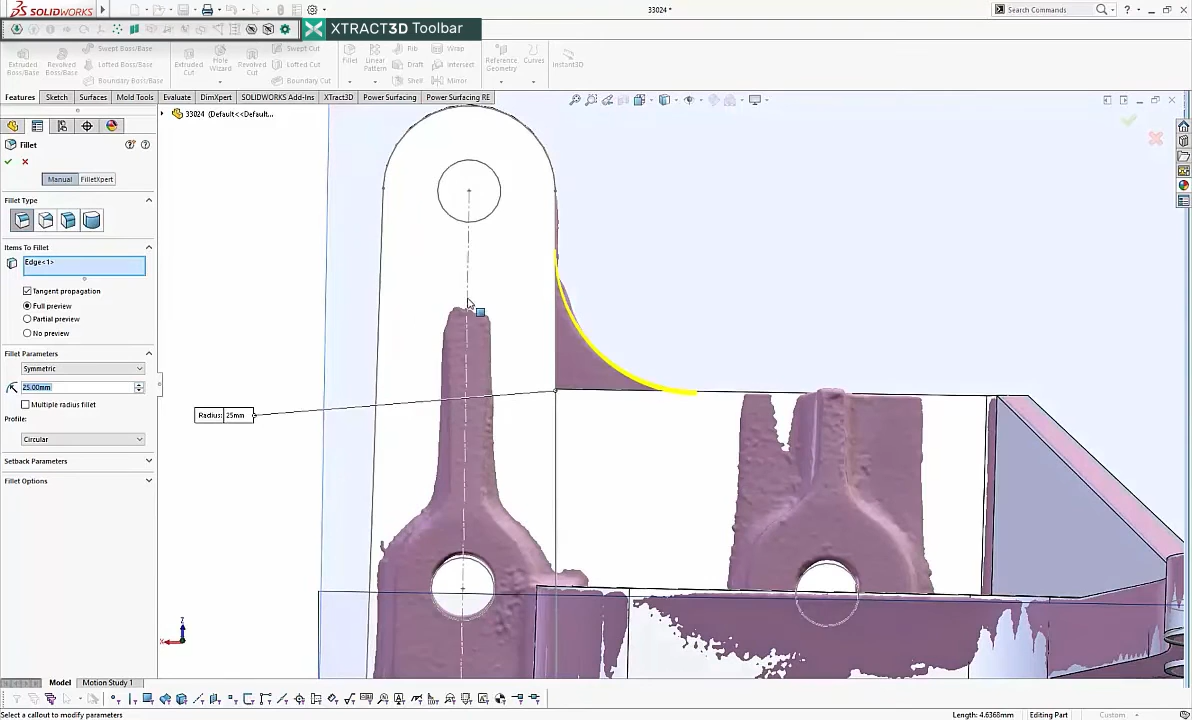 SOLIDWORKS
33024 *
Search Commands
XTRACT3D Toolbar
Extruded Boss/Base
Revolved Boss/Base
Swept Boss/Base
Lofted Boss/Base
Boundary Boss/Base
Extruded Cut
Hole Wizard
Revolved Cut
Swept Cut
Lofted Cut
Boundary Cut
Fillet
Linear Pattern
Rib
Draft
Shell
Wrap
Intersect
Mirror
Reference Geometry
Curves
Instant3D
Features
Sketch
Surfaces
Mold Tools
Evaluate
DimXpert
SOLIDWORKS Add-Ins
XTract3D
Power Surfacing
Power Surfacing RE
33024 (Default<<Default...
Fillet
Manual
FilletXpert
Fillet Type
Items To Fillet
Edge<1>
Tangent propagation
Full preview
Partial preview
No preview
Fillet Parameters
Symmetric
25.00mm
Multiple radius fillet
Profile:
Circular
Setback Parameters
Fillet Options
Radius: 25mm
Z
X
Model
Motion Study 1
Select a callout to modify parameters
Length: 4.6368mm
Editing Part
Custom